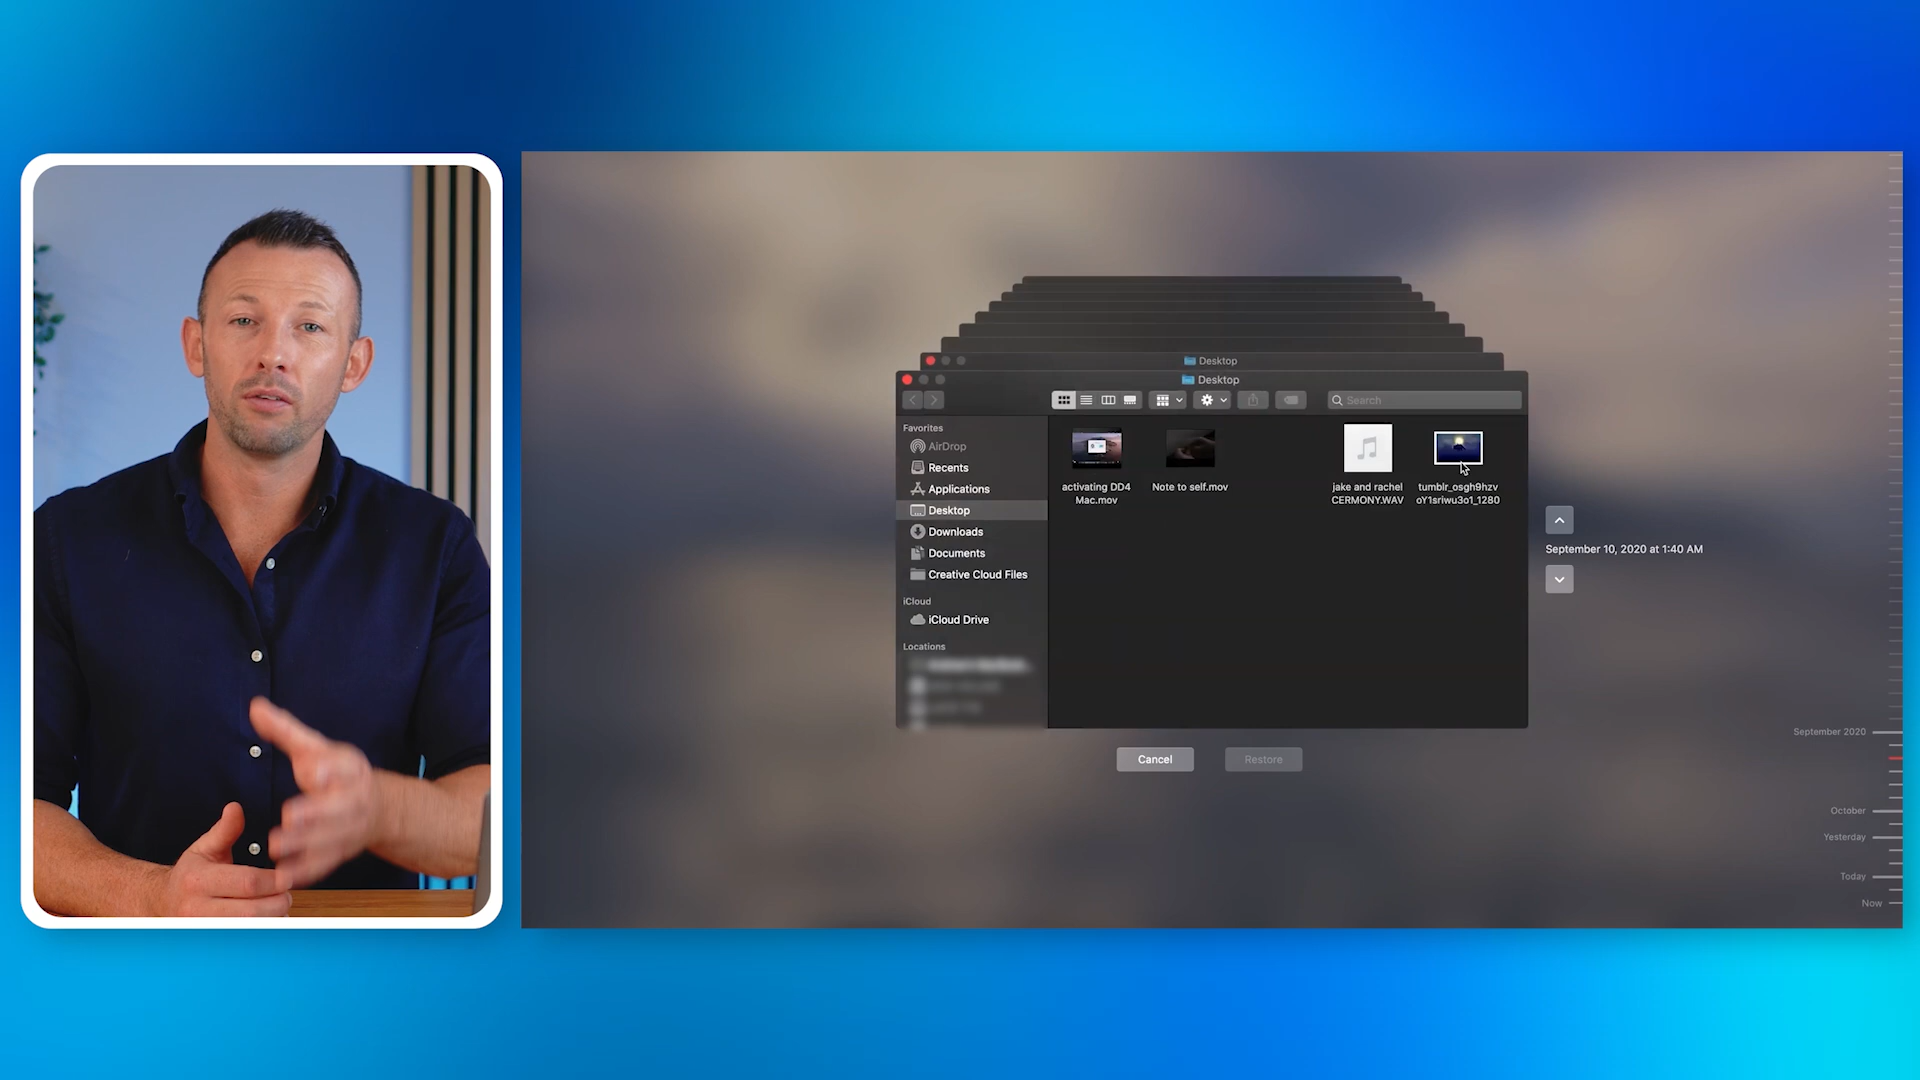 Desktop
Desktop
Search
Favorites
AirDrop
Recents
Applications
Desktop
Downloads
Documents
Creative Cloud Files
iCloud
iCloud Drive
Locations
activating DD4
Mac.mov
Note to self.mov
jake and rachel
CERMONY.WAV
tumblr_osgh9hzv
oY1sriwu3o1_1280
September 10, 2020 at 1:40 AM
Cancel
Restore
September 2020
October
Yesterday
Today
Now